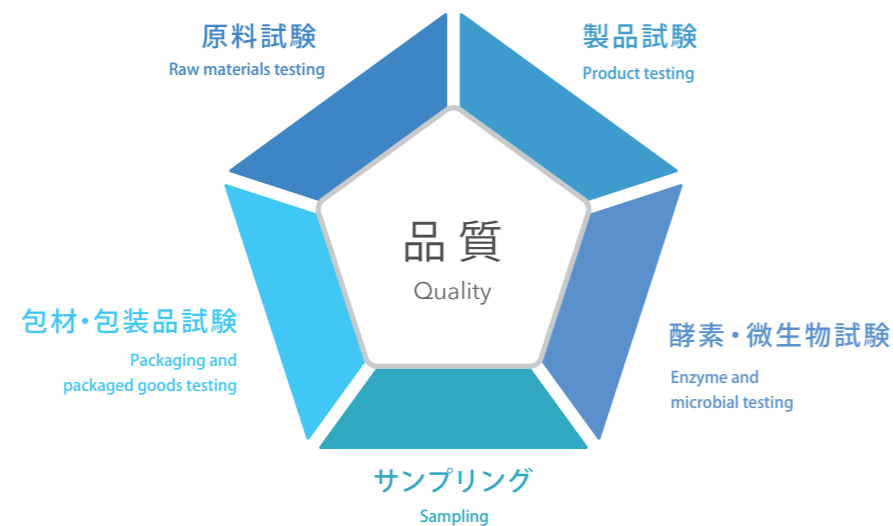 原料試験
Raw materials testing
製品試験
Product testing
品質
Quality
包材・包装品試験
Packaging and
packaged goods testing
酵素・微生物試験
Enzyme and
microbial testing
サンプリング
Sampling